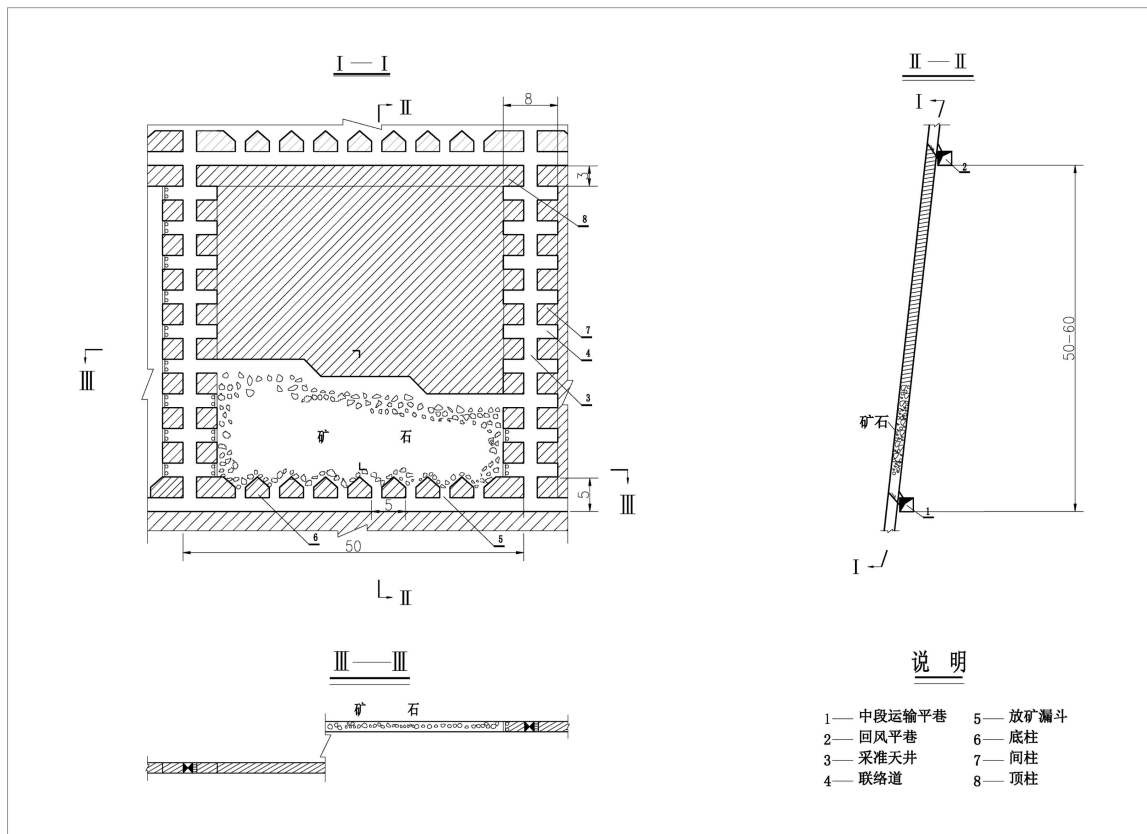 I — I
II — II
II
8
I
2
3
8
7
4
III
3
50-60
矿石
矿 石
5
5
III
1
6
50
5
I
II
III — III
矿 石
说 明
1— 中段运输平巷 5— 放矿漏斗
2— 回风平巷 6— 底柱
3— 采准天井 7— 间柱
4— 联络道 8— 顶柱